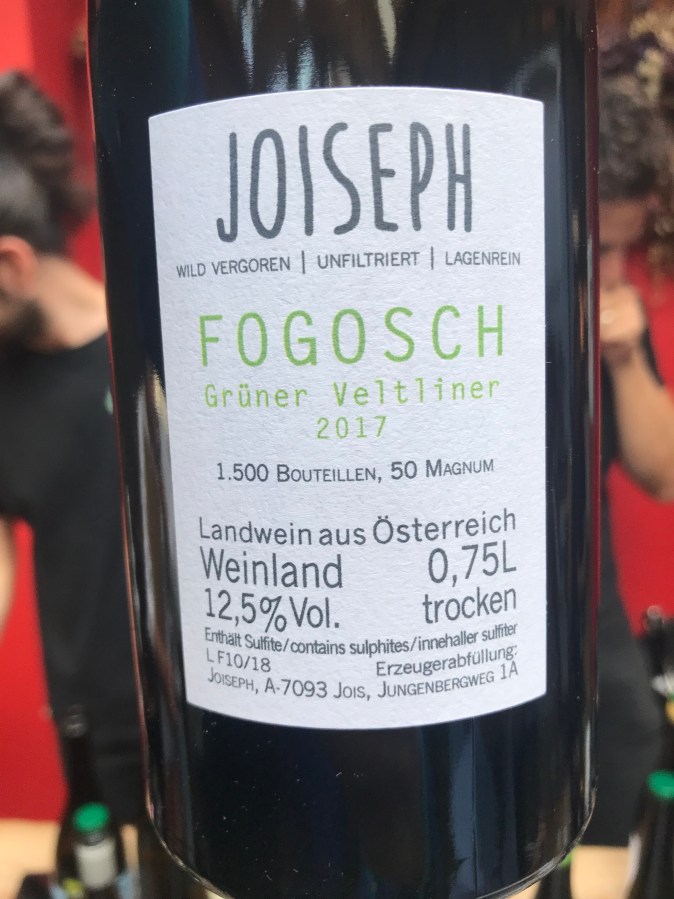 JOISEPH
WILD VERGOREN | UNFILTRIERT | LAGENREIN
FOGOSCH
Grüner Veltliner
2017
1.500 BOUTEILLEN, 50 MAGNUM
Landwein aus Österreich
Weinland 0,75L
12,5%Vol. trocken
Enthält Sulfite/contains sulphites/innehaller sulfiter
L F10/18 Erzeugerabfüllung:
JOISEPH, A-7093 JOIS, JUNGENBERGWEG 1A